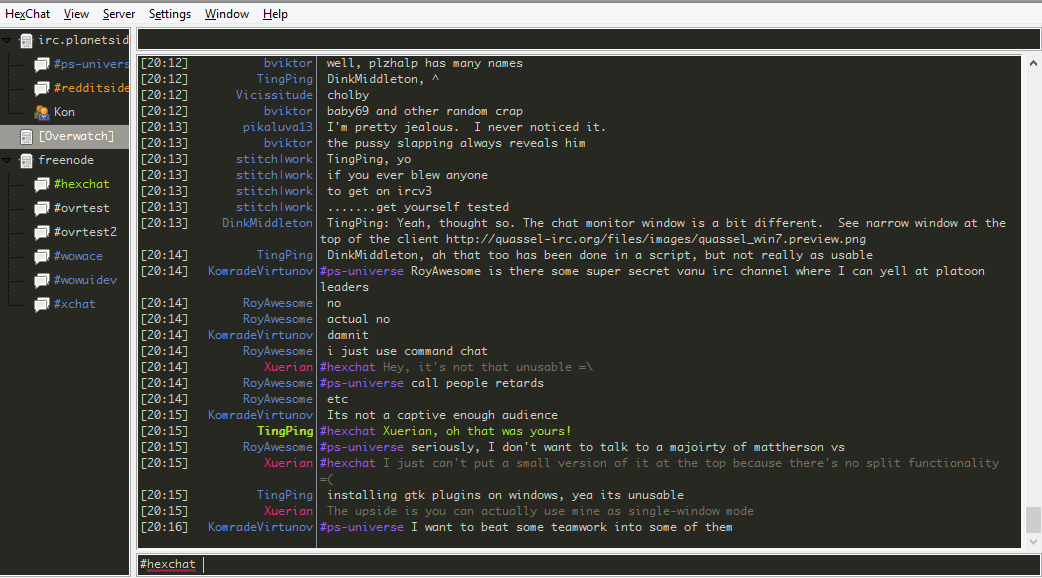 HexChat View Server Settings Window Help
irc.planetsid
#ps-univers
#redditside
Kon
[Overwatch]
freenode
#hexchat
#ovrtest
#ovrtest2
#wowace
#wowuidev
#xchat
[20:12] bviktor well, plzhalp has many names
[20:12] TingPing DinkMiddleton, ^
[20:12] Vicissitude cholby
[20:12] bviktor baby69 and other random crap
[20:13] pikaluva13 I'm pretty jealous.  I never noticed it.
[20:13] bviktor the pussy slapping always reveals him
[20:13] stitch|work TingPing, yo
[20:13] stitch|work if you ever blew anyone
[20:13] stitch|work to get on ircv3
[20:13] stitch|work .......get yourself tested
[20:13] DinkMiddleton TingPing: Yeah, thought so. The chat monitor window is a bit different.  See narrow window at the
top of the client http://quassel-irc.org/files/images/quassel_win7.preview.png
[20:14] TingPing DinkMiddleton, ah that too has been done in a script, but not really as usable
[20:14] KomradeVirtunov #ps-universe RoyAwesome is there some super secret vanu irc channel where I can yell at platoon
leaders
[20:14] RoyAwesome no
[20:14] RoyAwesome actual no
[20:14] KomradeVirtunov damnit
[20:14] RoyAwesome i just use command chat
[20:14] Xuerian #hexchat Hey, it's not that unusable =\
[20:14] RoyAwesome #ps-universe call people retards
[20:14] RoyAwesome etc
[20:15] KomradeVirtunov Its not a captive enough audience
[20:15] TingPing #hexchat Xuerian, oh that was yours!
[20:15] RoyAwesome #ps-universe seriously, I don't want to talk to a majoirty of mattherson vs
[20:15] Xuerian #hexchat I just can't put a small version of it at the top because there's no split functionality
=(
[20:15] TingPing installing gtk plugins on windows, yea its unusable
[20:15] Xuerian The upside is you can actually use mine as single-window mode
[20:16] KomradeVirtunov #ps-universe I want to beat some teamwork into some of them
#hexchat